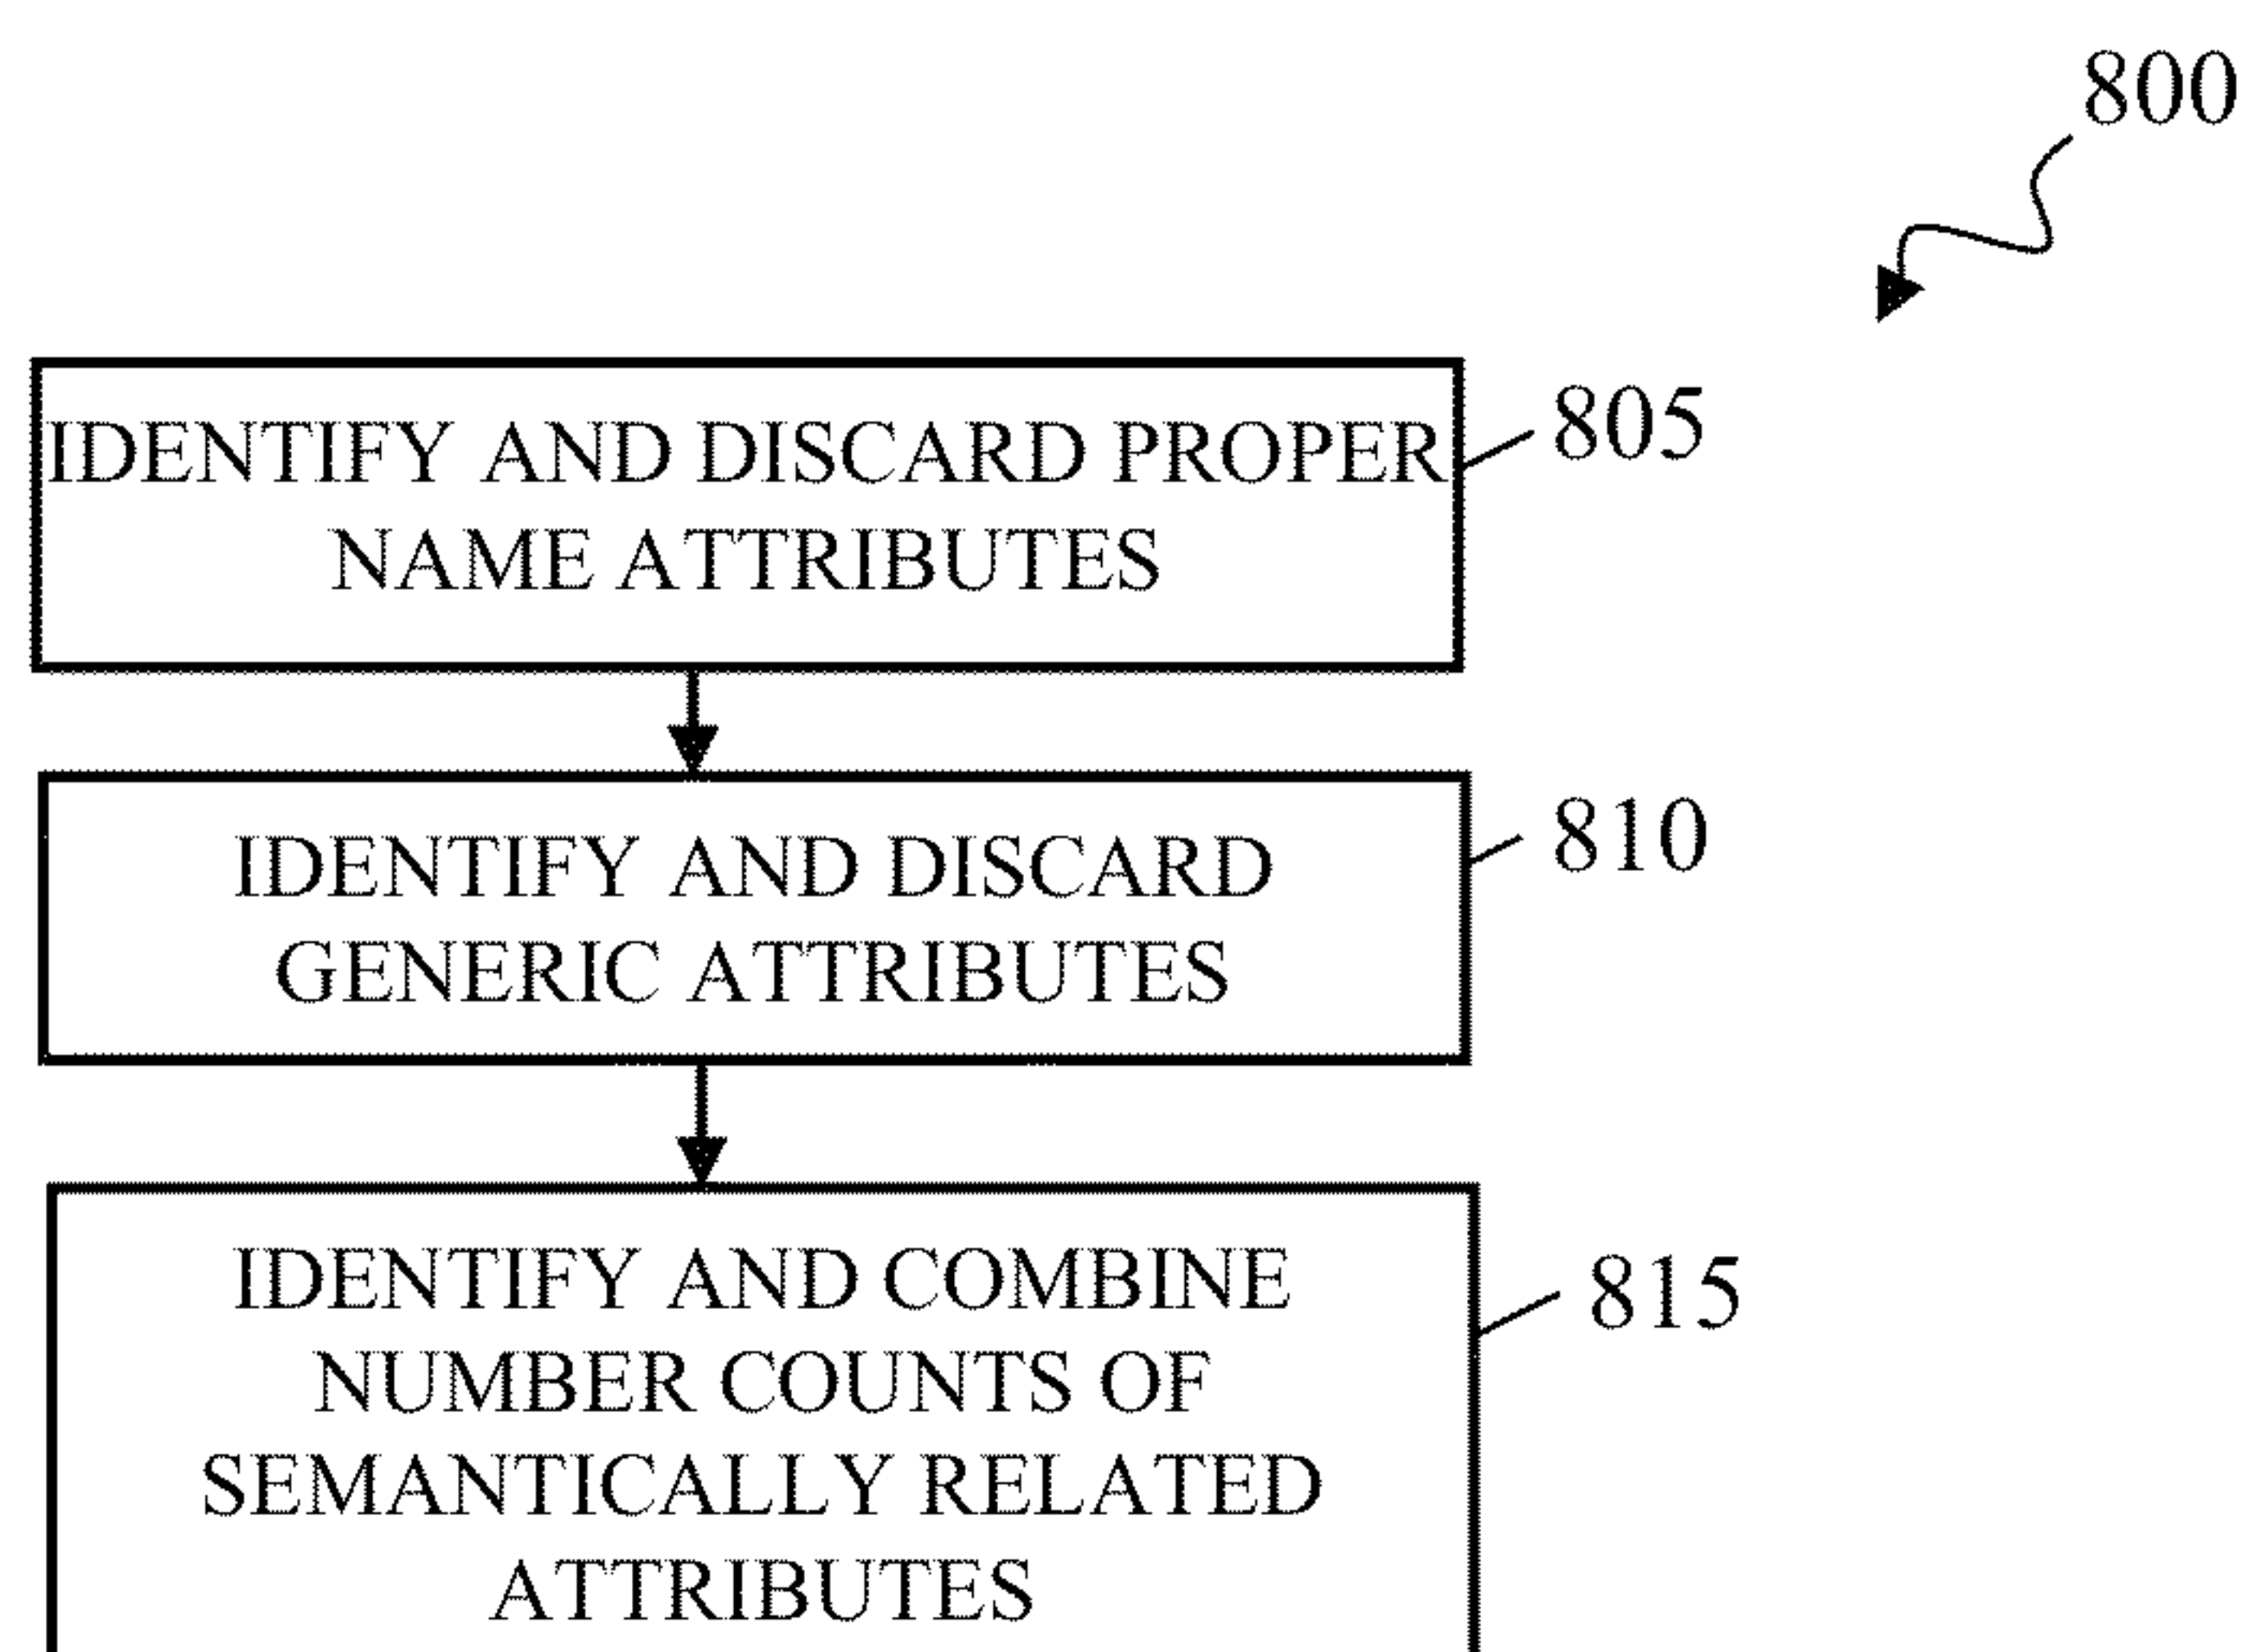 800
IDENTIFY AND DISCARD PROPER
NAME ATTRIBUTES
805
IDENTIFY AND DISCARD
GENERIC ATTRIBUTES
810
IDENTIFY AND COMBINE
NUMBER COUNTS OF
SEMANTICALLY RELATED
ATTRIBUTES
815